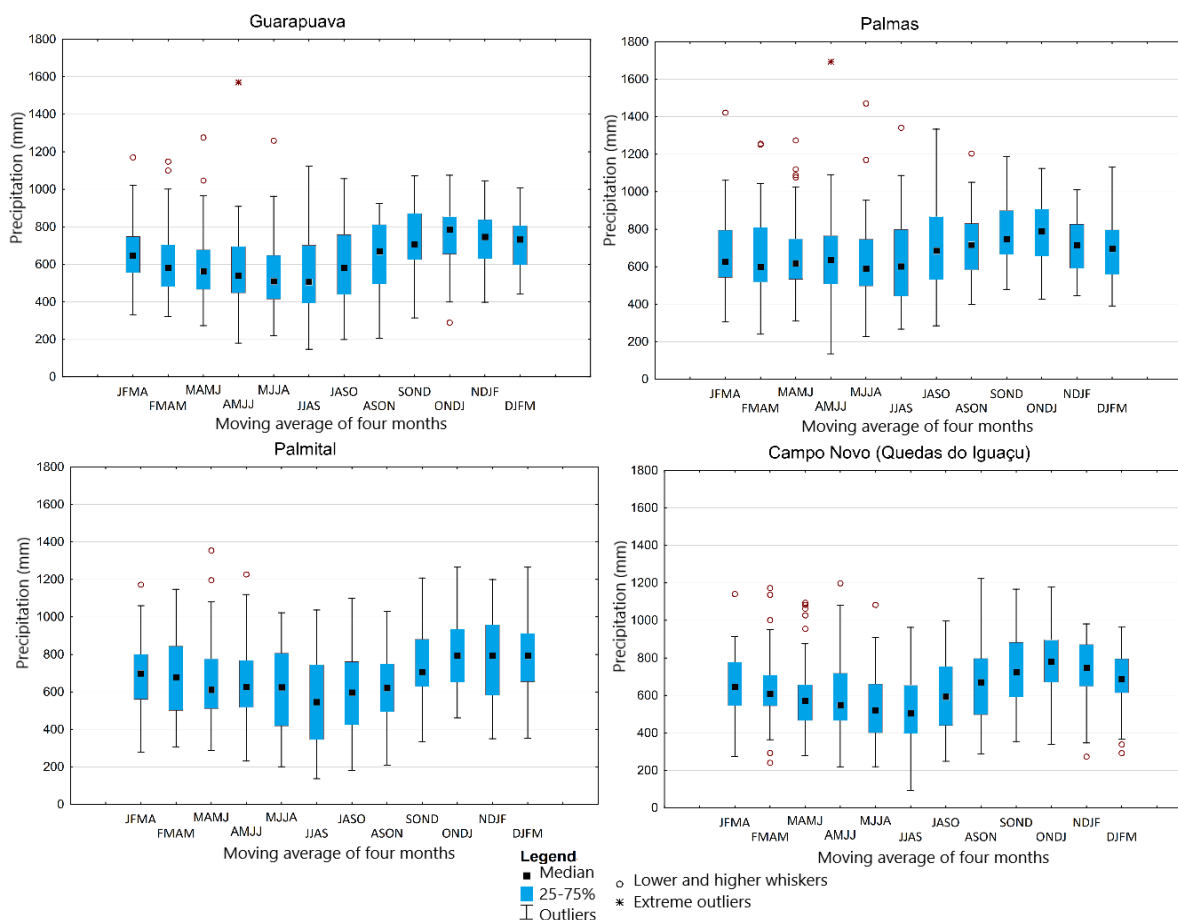 Guarapuava
Precipitation (mm)
1800
1600
1400
1200
1000
800
600
400
200
0
JFMA
FMAM
MAMJ
AMJJ
MJJA
JJAS
JASO
ASON
SOND
ONDJ
NDJF
DJFM
Moving average of four months
Palmas
Precipitation (mm)
1800
1600
1400
1200
1000
800
600
400
200
0
JFMA
FMAM
MAMJ
AMJJ
MJJA
JJAS
JASO
ASON
SOND
ONDJ
NDJF
DJFM
Moving average of four months
Palmital
Precipitation (mm)
1800
1600
1400
1200
1000
800
600
400
200
0
JFMA
FMAM
MAMJ
AMJJ
MJJA
JJAS
JASO
ASON
SOND
ONDJ
NDJF
DJFM
Moving average of four months
Campo Novo (Quedas do Iguaçu)
Precipitation (mm)
1800
1600
1400
1200
1000
800
600
400
200
0
JFMA
FMAM
MAMJ
AMJJ
MJJA
JJAS
JASO
ASON
SOND
ONDJ
NDJF
DJFM
Moving average of four months
Legend
Median
25-75%
Outliers
Lower and higher whiskers
Extreme outliers